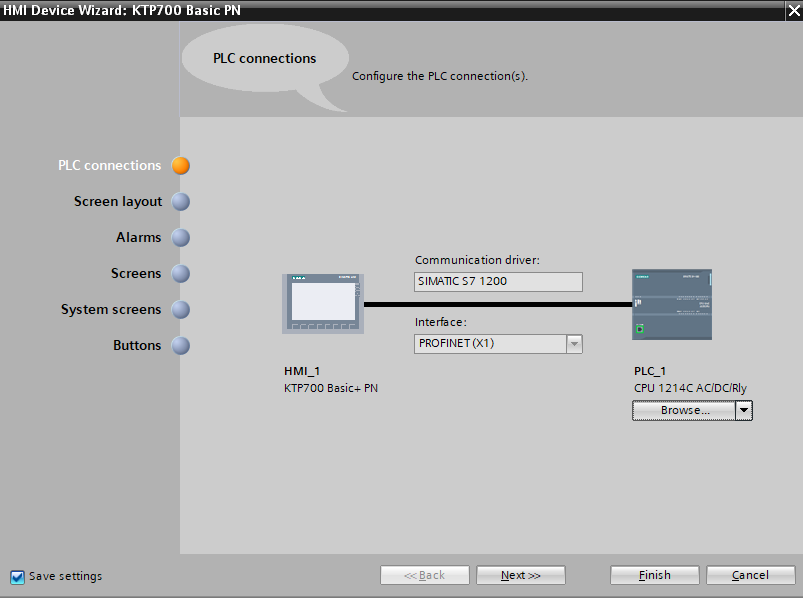 HMI Device Wizard: KTP700 Basic PN
PLC connections
Configure the PLC connection(s).
PLC connections
Screen layout
Alarms
Screens
System screens
Buttons
Communication driver:
SIMATIC S7 1200
Interface:
PROFINET (X1)
HMI_1
KTP700 Basic+ PN
PLC_1
CPU 1214C AC/DC/Rly
Browse...
Save settings
<< Back
Next >>
Finish
Cancel